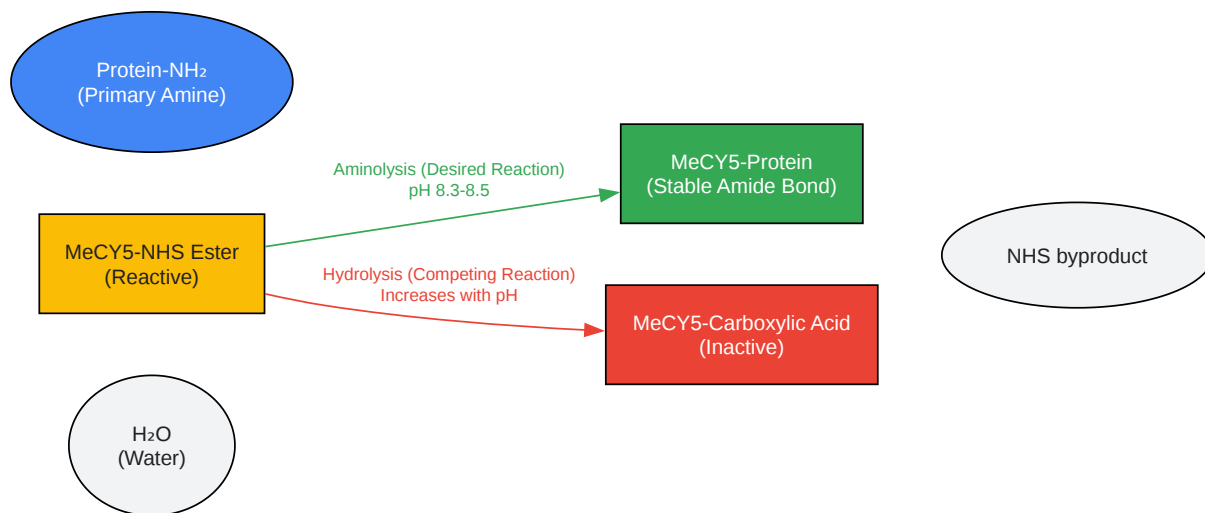 Protein-NH₂
(Primary Amine)
Aminolysis (Desired Reaction)
pH 8.3-8.5
MeCY5-Protein
(Stable Amide Bond)
MeCY5-NHS Ester
(Reactive)
NHS byproduct
Hydrolysis (Competing Reaction)
Increases with pH
MeCY5-Carboxylic Acid
(Inactive)
H₂O
(Water)